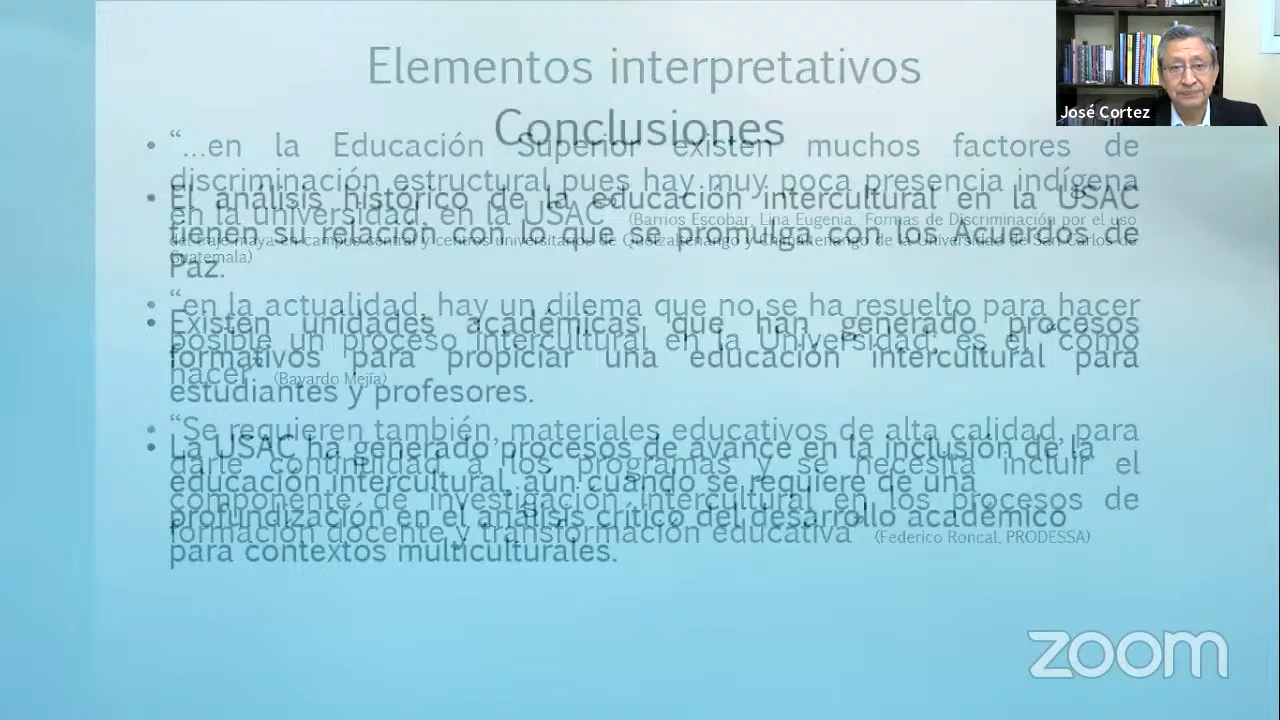 Elementos interpretativos
José Cortez
Conclusiones
• “...en la Educación Superior existen muchos factores de
discriminación estructural pues hay muy poca presencia indígena
en la universidad, en la USAC” (Barrios Escobar, Lina Eugenia. Formas de Discriminación por el uso
del traje maya en campus central y centros universitarios de Quetzaltenango y Chimaltenango de la Universidad de San Carlos de
Guatemala)
• “en la actualidad, hay un dilema que no se ha resuelto para hacer
posible un proceso intercultural en la Universidad; es el “cómo
hacer” (Bayardo Mejía)
• “Se requieren también, materiales educativos de alta calidad, para
darle continuidad a los programas y se necesita incluir el
componente de investigación intercultural en los procesos de
formación docente y transformación educativa” (Federico Roncal, PRODESSA)
• El análisis histórico de la educación intercultural en la USAC
tienen su relación con lo que se promulga con los Acuerdos de
Paz.
• Existen unidades académicas que han generado procesos
formativos para propiciar una educación intercultural para
estudiantes y profesores.
• La USAC ha generado procesos de avance en la inclusión de la
educación intercultural, aún cuando se requiere de una
profundización en el análisis crítico del desarrollo académico
para contextos multiculturales.
zoom